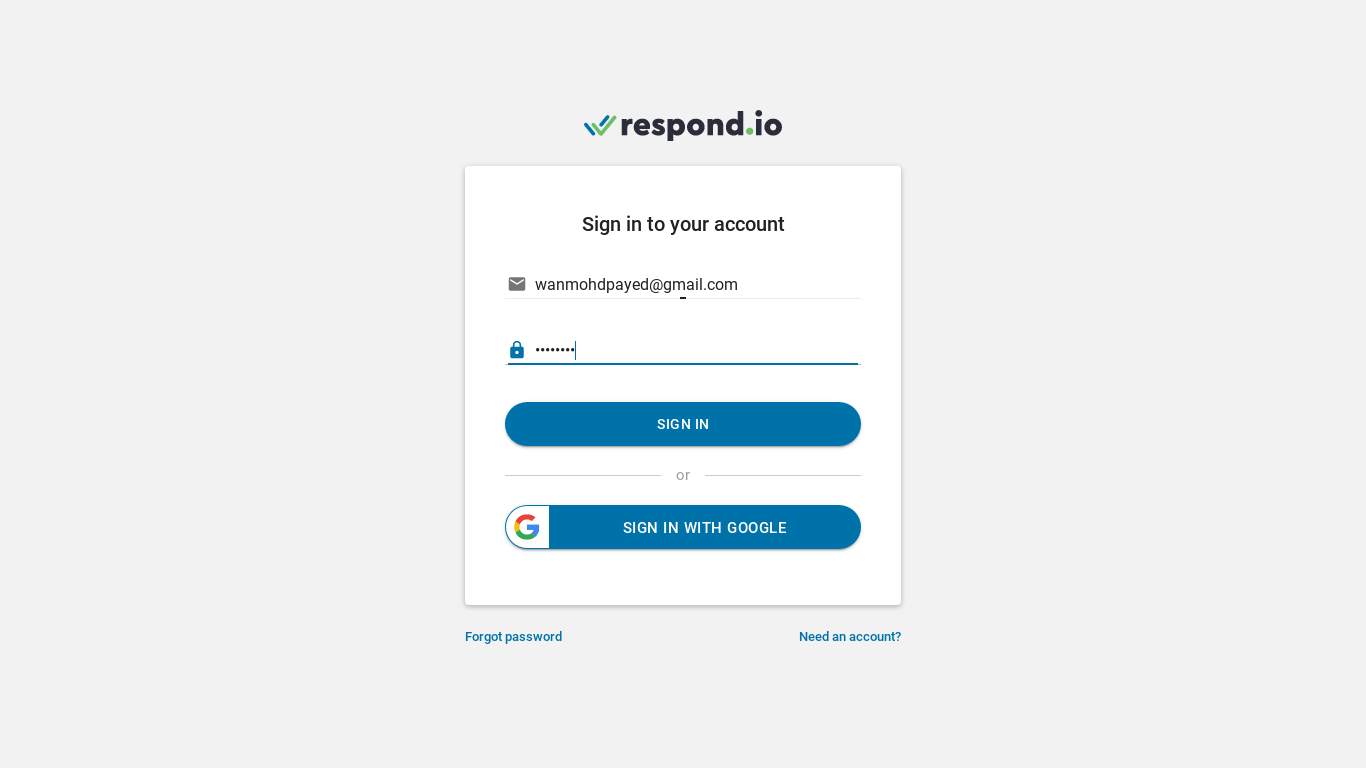 respond.io
Sign in to your account
wanmohdpayed@gmail.com
••••••••
SIGN IN
or
SIGN IN WITH GOOGLE
Forgot password
Need an account?